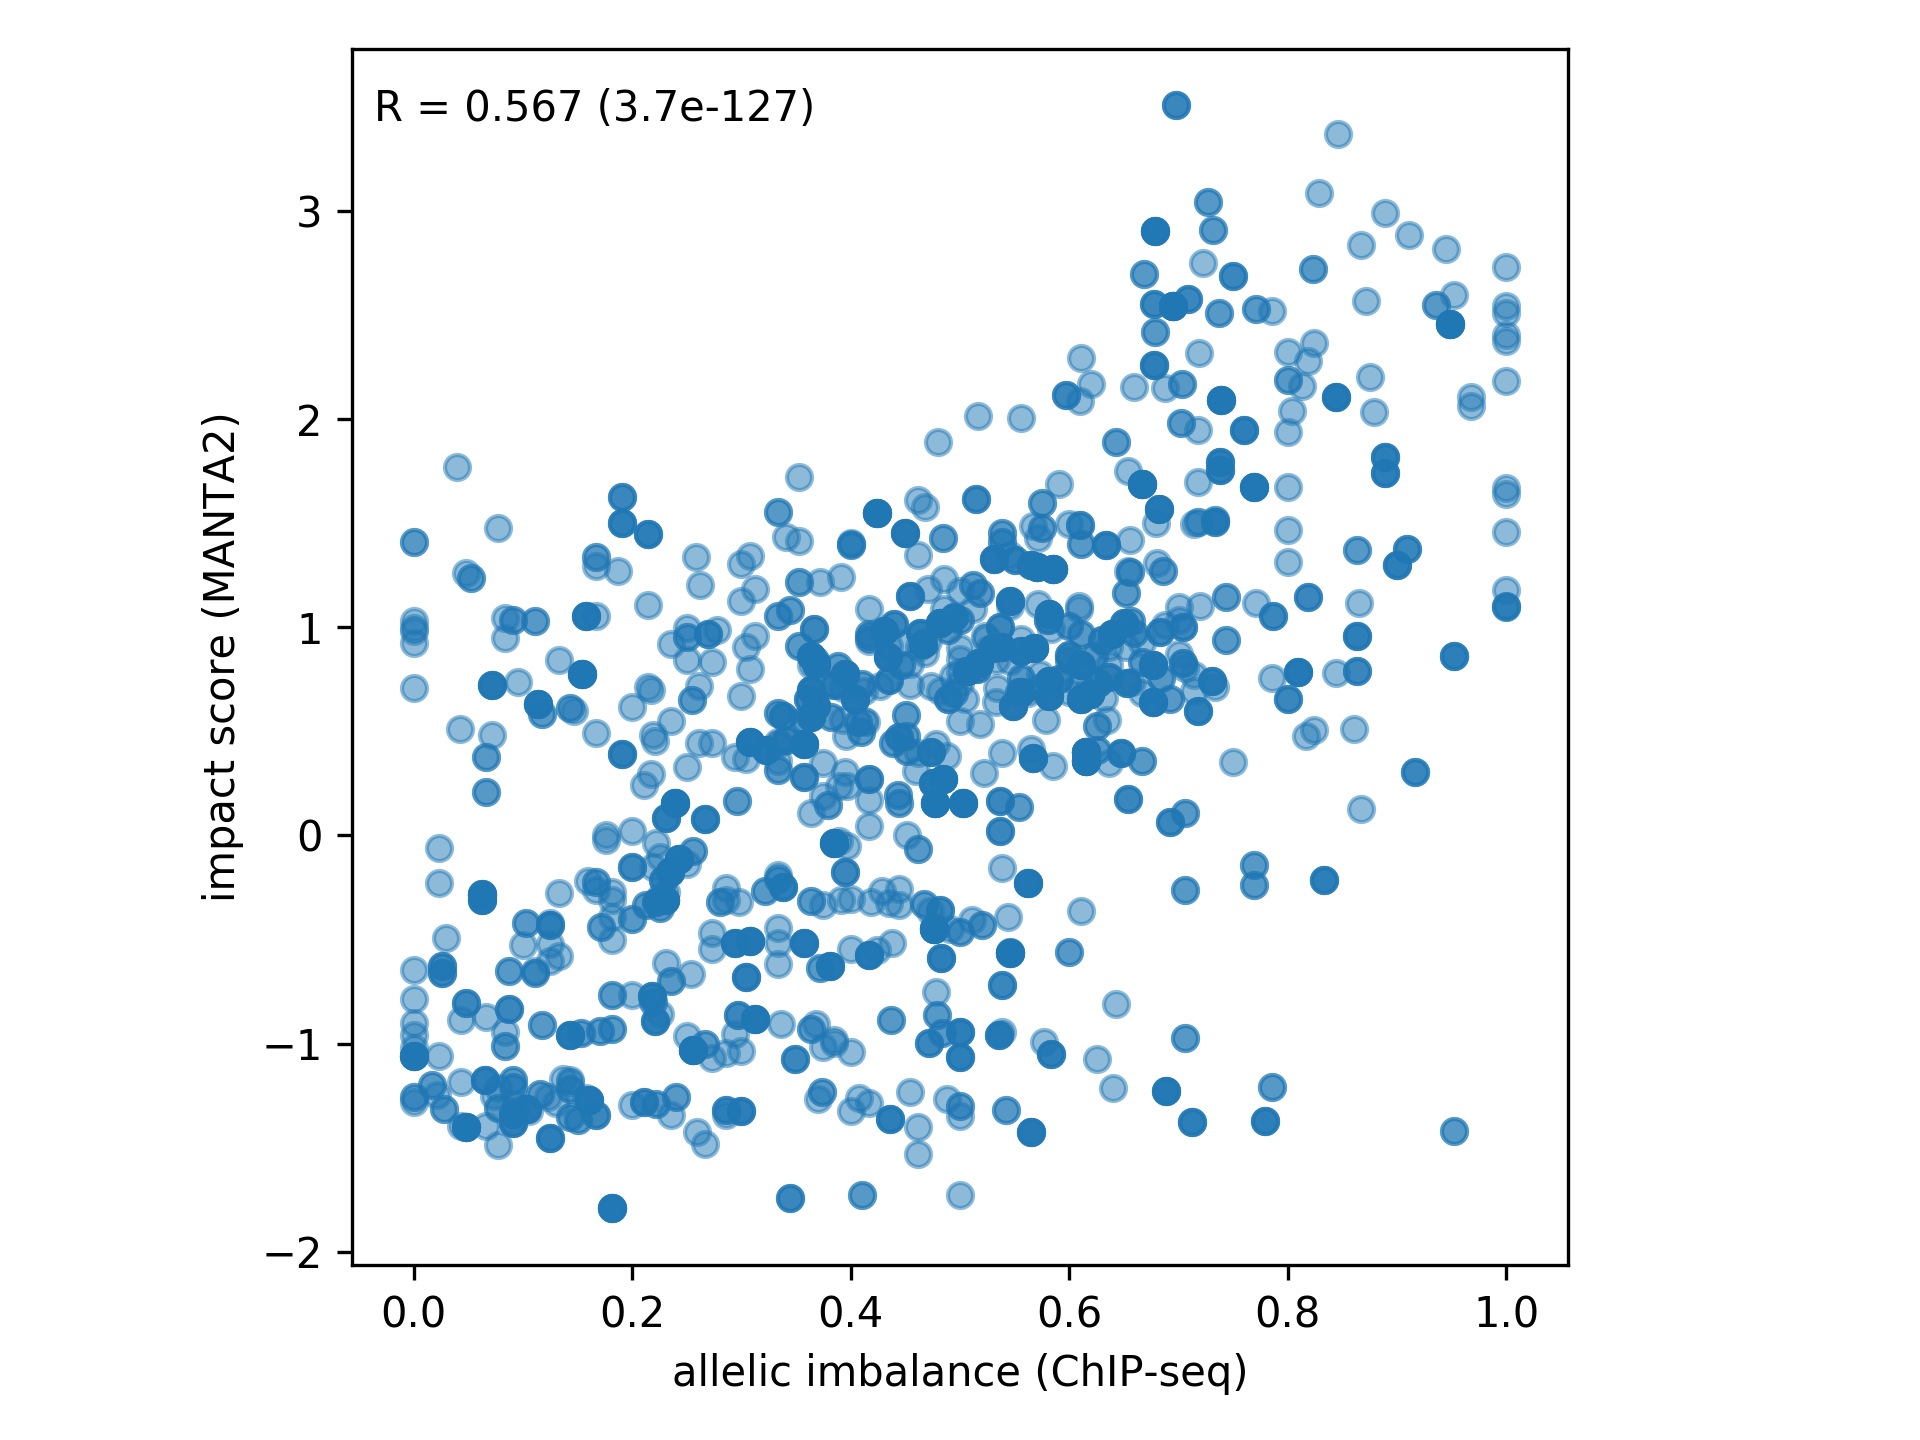 R = 0.567 (3.7e-127)
3
2
1
0
−1
−2
impact score (MANTA2)
0.0 0.2 0.4 0.6 0.8 1.0
allelic imbalance (ChIP-seq)